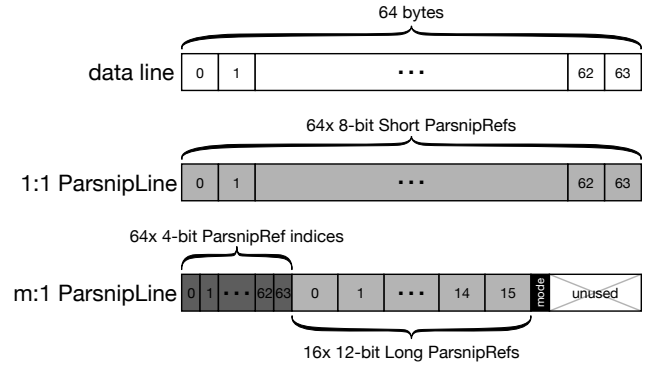 64 bytes
data line 0 1 ... 62 63
64x 8-bit Short ParsnipRefs
1:1 ParsnipLine 0 1 ... 62 63
64x 4-bit ParsnipRef indices
m:1 ParsnipLine 0 1 ... 62 63 0 1 ... 14 15 mode unused
16x 12-bit Long ParsnipRefs